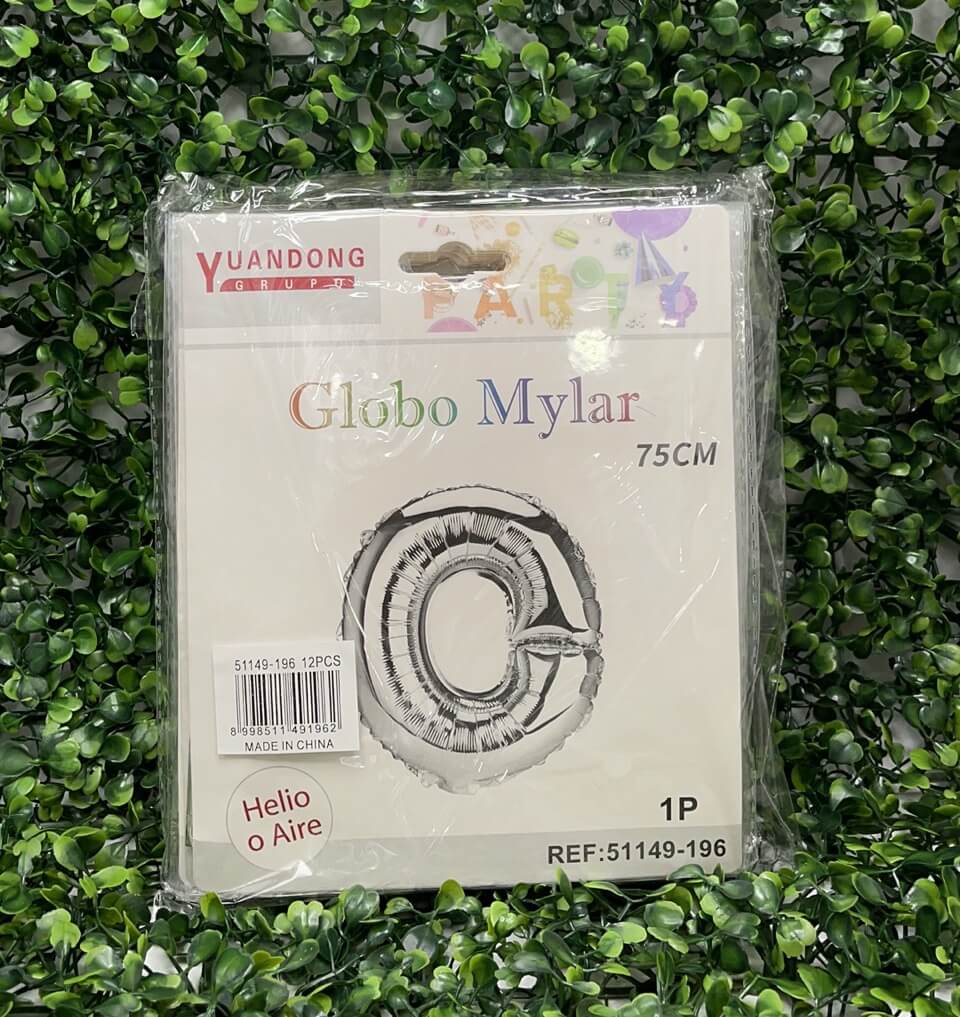 YUANDONG
GRUPO
PARTY
Globo Mylar
75CM
51149-196 12PCS
8 998511 491962
MADE IN CHINA
Helio
o Aire
1P
REF:51149-196